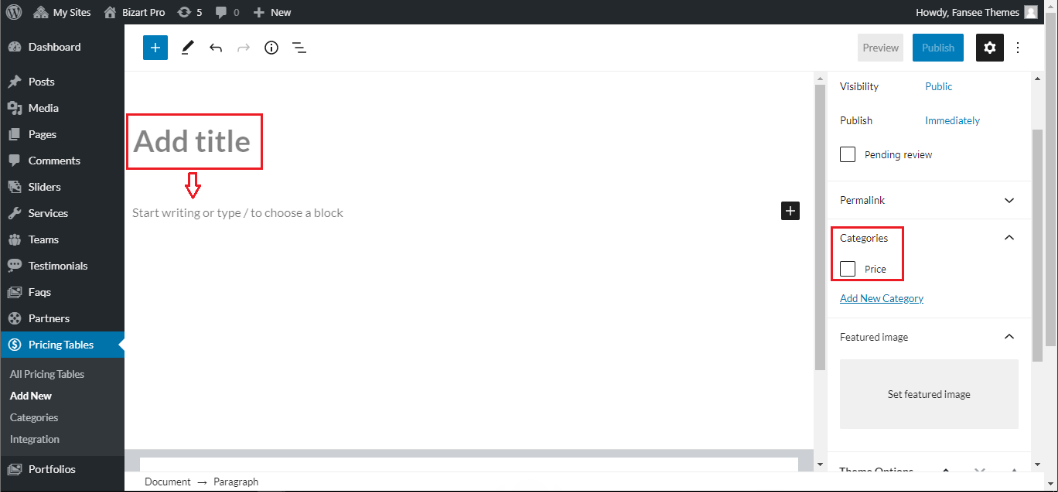 My Sites Bizart Pro 5 0 New Howdy, Fansee Themes
Dashboard
Posts
Media
Pages
Comments
Sliders
Services
Teams
Testimonials
Faqs
Partners
Pricing Tables
All Pricing Tables
Add New
Categories
Integration
Portfolios
Preview Publish
Add title
Start writing or type / to choose a block
Visibility Public
Publish Immediately
Pending review
Permalink
Categories
Price
Add New Category
Featured Image
Set featured image
Theme Options
Document → Paragraph